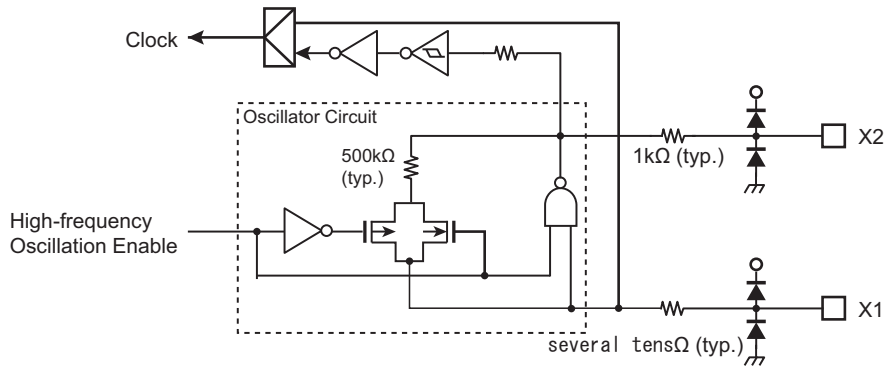 Clock
Oscillator Circuit
500kΩ
(typ.)
1kΩ (typ.)
X2
High-frequency
Oscillation Enable
X1
several tensΩ (typ.)